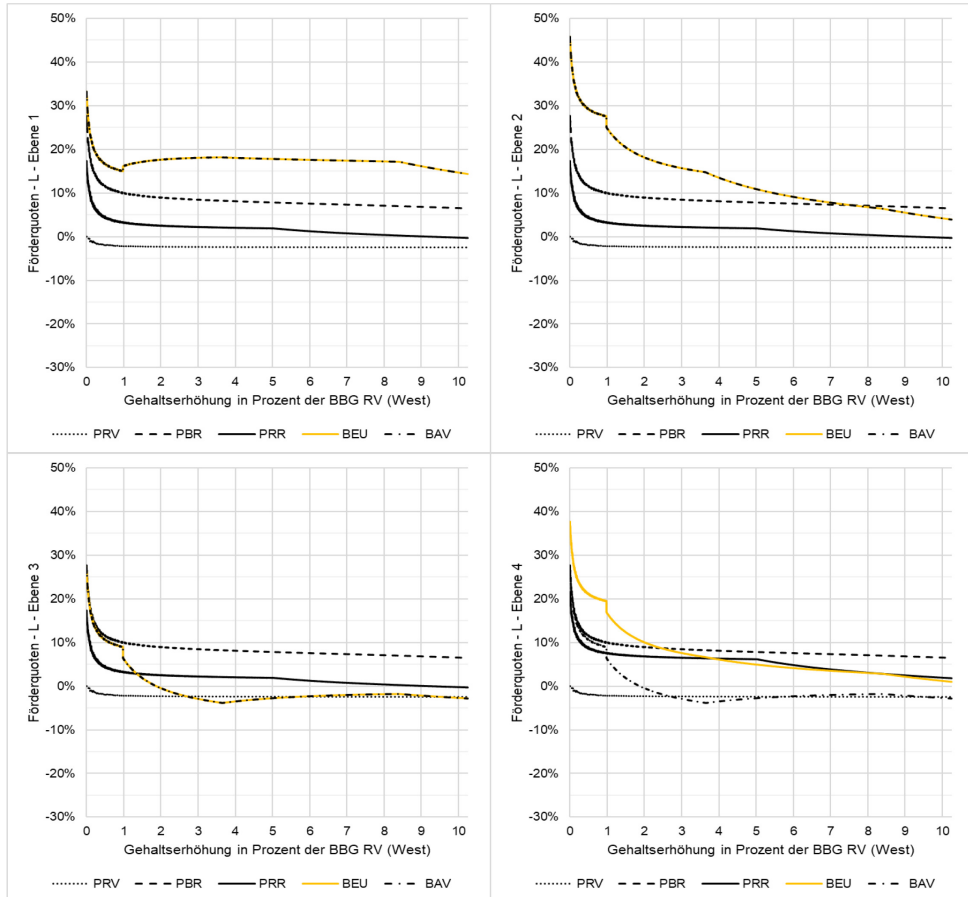 50%
40%
30%
20%
10%
0%
-10%
-20%
-30%
Förderquoten - L - Ebene 1
0 1 2 3 4 5 6 7 8 9 10
Gehaltserhöhung in Prozent der BBG RV (West)
PRV PBR PRR BEU BAV
50%
40%
30%
20%
10%
0%
-10%
-20%
-30%
Förderquoten - L - Ebene 2
0 1 2 3 4 5 6 7 8 9 10
Gehaltserhöhung in Prozent der BBG RV (West)
PRV PBR PRR BEU BAV
50%
40%
30%
20%
10%
0%
-10%
-20%
-30%
Förderquoten - L - Ebene 3
0 1 2 3 4 5 6 7 8 9 10
Gehaltserhöhung in Prozent der BBG RV (West)
PRV PBR PRR BEU BAV
50%
40%
30%
20%
10%
0%
-10%
-20%
-30%
Förderquoten - L - Ebene 4
0 1 2 3 4 5 6 7 8 9 10
Gehaltserhöhung in Prozent der BBG RV (West)
PRV PBR PRR BEU BAV